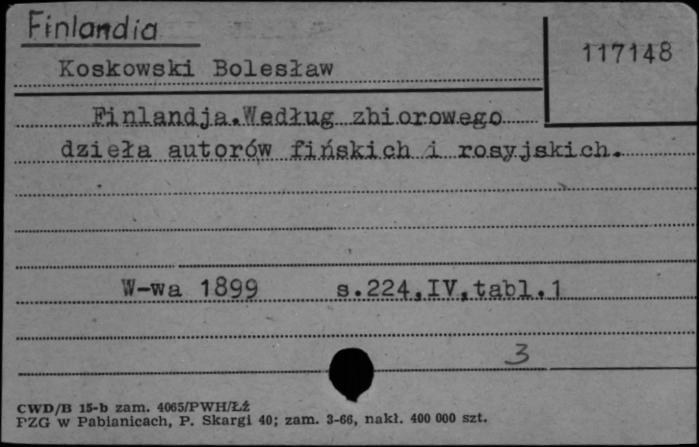 Finlandia
117148
Koskowski Bolesław
Finlandja.Według zbiorowego
dzieła autorów fińskich i rosyjskich.
W-wa 1899 s.224,IV,tabl.1
3
CWD/B 15-b zam. 4065/PWH/Łź
PZG w Pabianicach, P. Skargi 40; zam. 3-66, nakł. 400 000 szt.